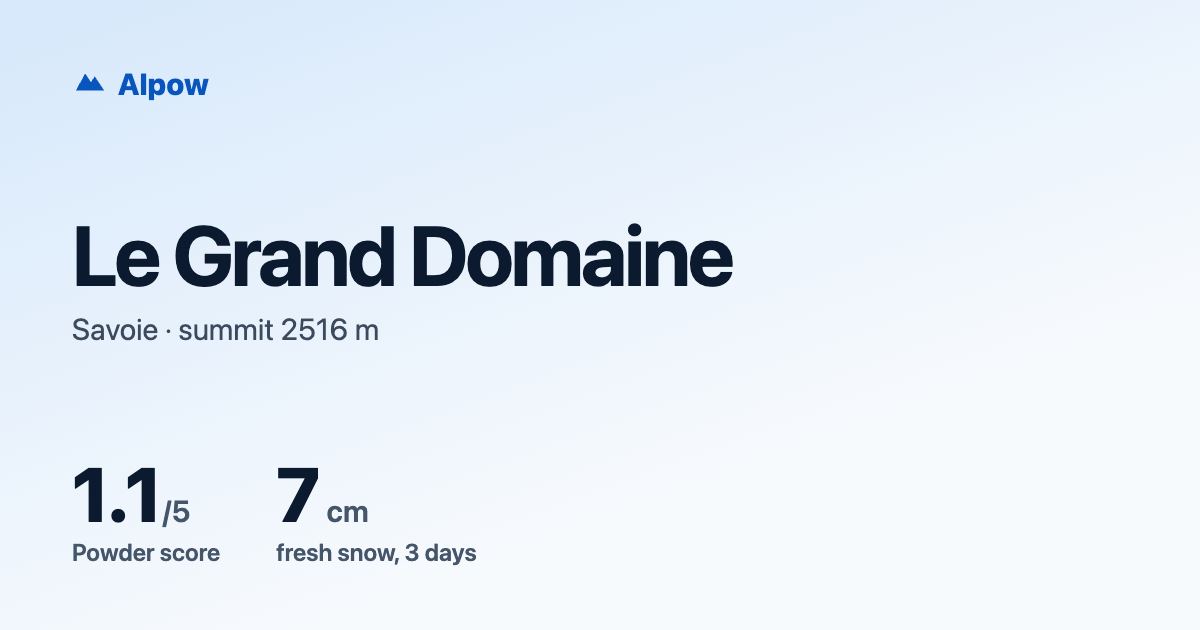 Alpow
Le Grand Domaine
Savoie · summit 2516 m
1.1/5 7 cm
Powder score fresh snow, 3 days